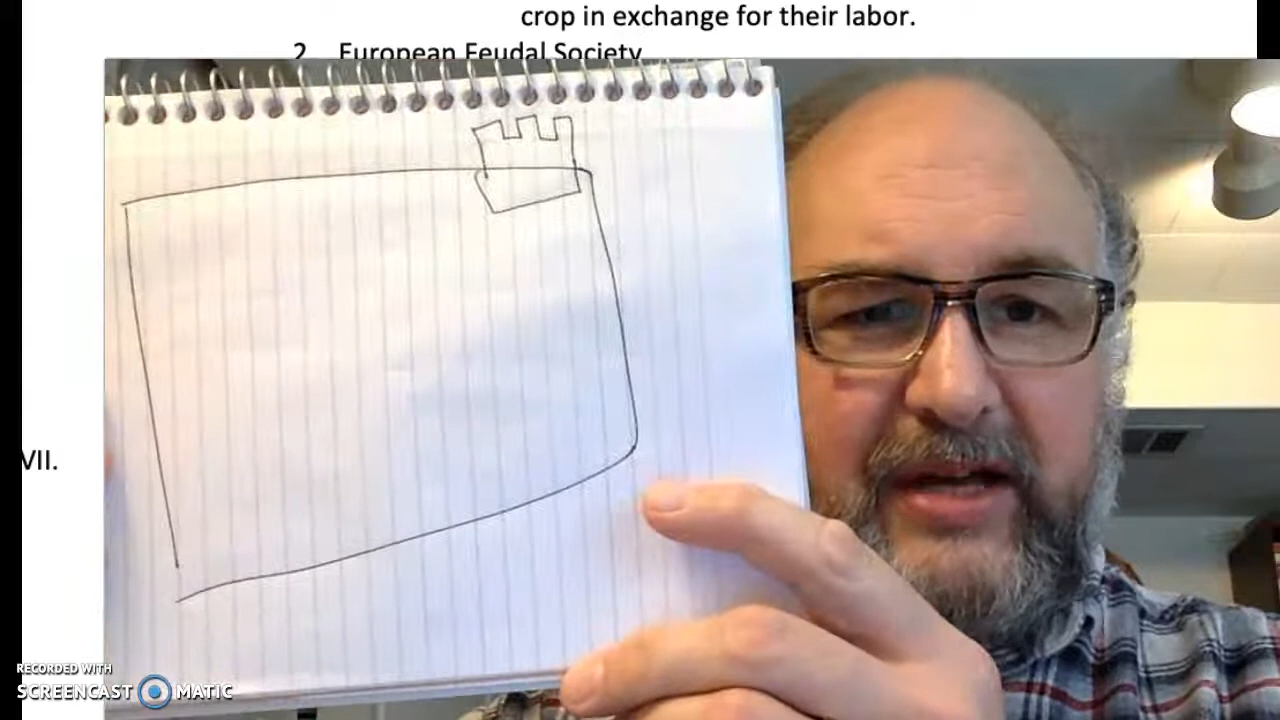 crop in exchange for their labor.
2. European Feudal Society
VII.
RECORDED WITH
SCREENCAST MATIC